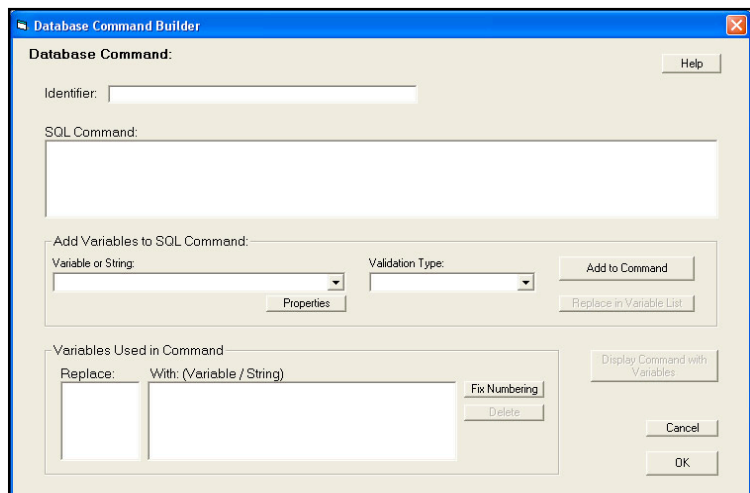 Database Command Builder
Database Command:
Help
Identifier:
SQL Command:
Add Variables to SQL Command:
Variable or String:
Validation Type:
Add to Command
Properties
Replace in Variable List
Variables Used in Command
Display Command with
Variables
Replace:
With: (Variable / String)
Fix Numbering
Delete
Cancel
OK